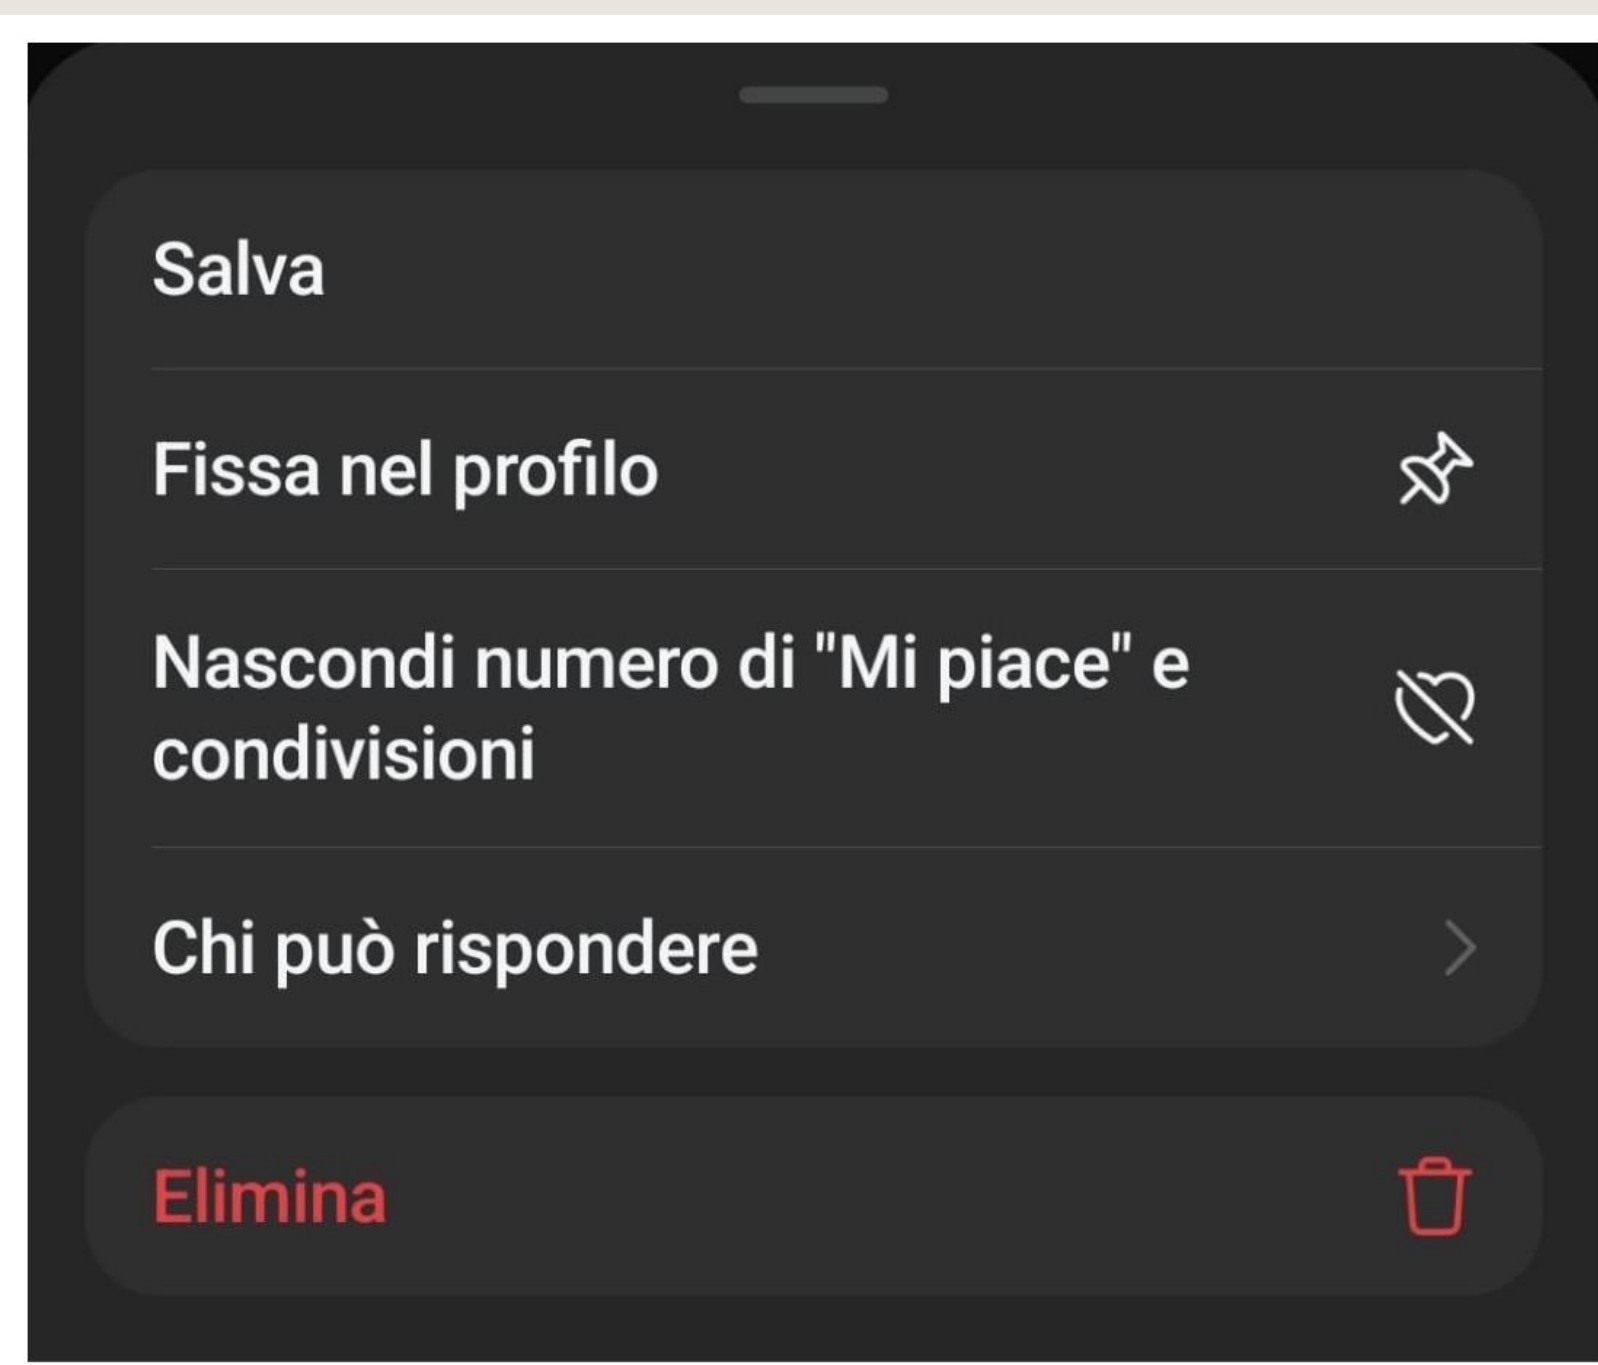 Salva
Fissa nel profilo
Nascondi numero di "Mi piace" e
condivisioni
Chi può rispondere
Elimina